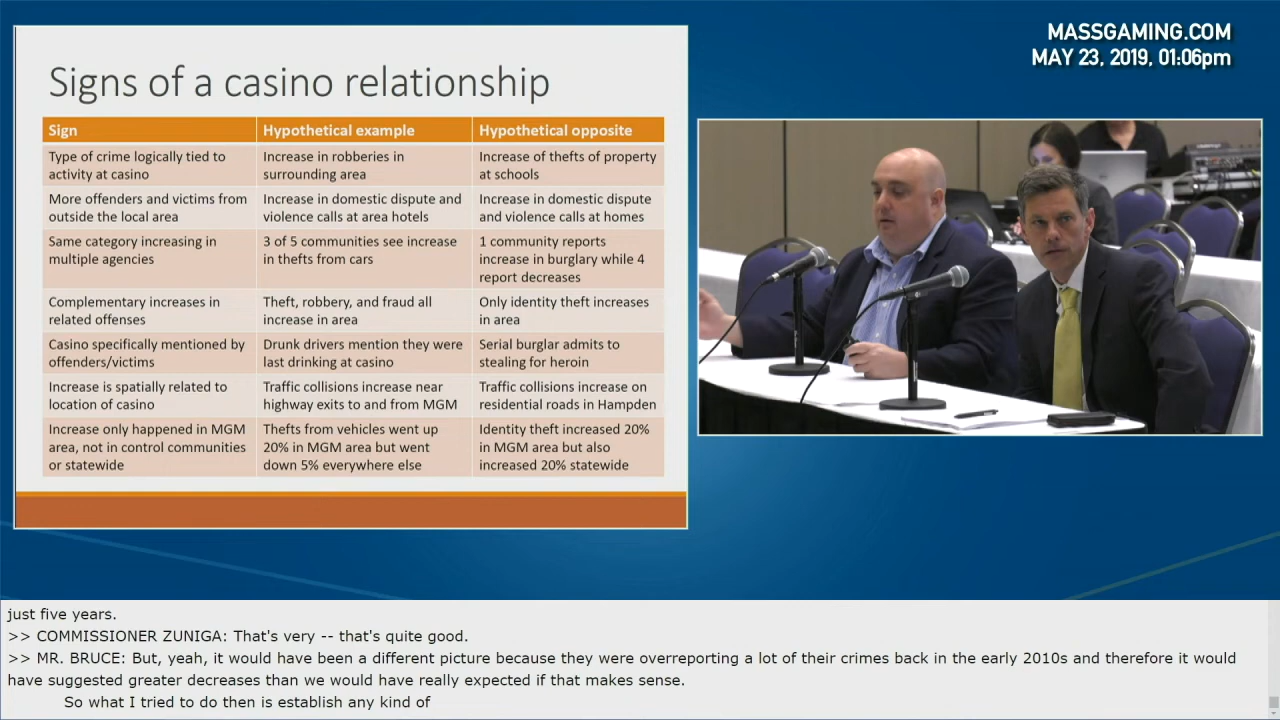 MASSGAMING.COM
MAY 23, 2019, 01:06pm
Signs of a casino relationship
Sign Hypothetical example Hypothetical opposite
Type of crime logically tied to activity at casino Increase in robberies in surrounding area Increase of thefts of property at schools
More offenders and victims from outside the local area Increase in domestic dispute and violence calls at area hotels Increase in domestic dispute and violence calls at homes
Same category increasing in multiple agencies 3 of 5 communities see increase in thefts from cars 1 community reports increase in burglary while 4 report decreases
Complementary increases in related offenses Theft, robbery, and fraud all increase in area Only identity theft increases in area
Casino specifically mentioned by offenders/victims Drunk drivers mention they were last drinking at casino Serial burglar admits to stealing for heroin
Increase is spatially related to location of casino Traffic collisions increase near highway exits to and from MGM Traffic collisions increase on residential roads in Hampden
Increase only happened in MGM area, not in control communities or statewide Thefts from vehicles went up 20% in MGM area but went down 5% everywhere else Identity theft increased 20% in MGM area but also increased 20% statewide
just five years.
>> COMMISSIONER ZUNIGA: That's very -- that's quite good.
>> MR. BRUCE: But, yeah, it would have been a different picture because they were overreporting a lot of their crimes back in the early 2010s and therefore it would
have suggested greater decreases than we would have really expected if that makes sense.
So what I tried to do then is establish any kind of